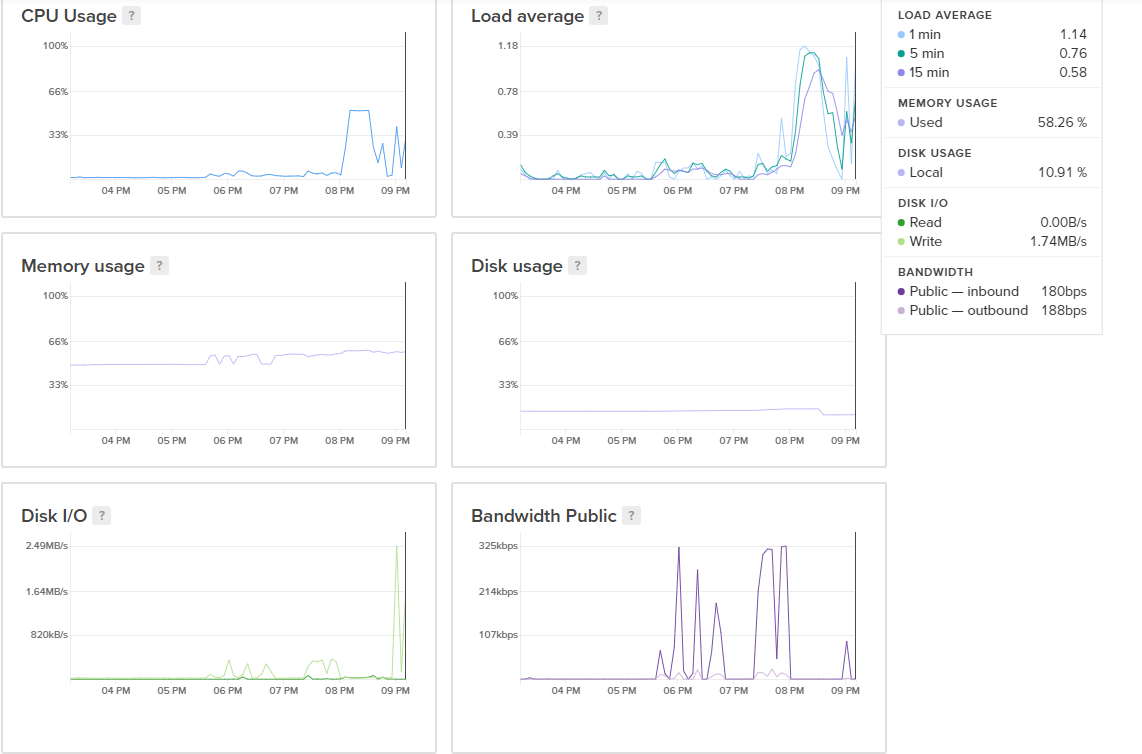 CPU Usage ?
100%
66%
33%
04 PM 05 PM 06 PM 07 PM 08 PM 09 PM
Load average ?
1.18
0.78
0.39
04 PM 05 PM 06 PM 07 PM 08 PM 09 PM
LOAD AVERAGE
1 min 1.14
5 min 0.76
15 min 0.58
MEMORY USAGE
Used 58.26 %
DISK USAGE
Local 10.91 %
DISK I/O
Read 0.00B/s
Write 1.74MB/s
BANDWIDTH
Public — inbound 180bps
Public — outbound 188bps
Memory usage ?
100%
66%
33%
04 PM 05 PM 06 PM 07 PM 08 PM 09 PM
Disk usage ?
100%
66%
33%
04 PM 05 PM 06 PM 07 PM 08 PM 09 PM
Disk I/O ?
2.49MB/s
1.64MB/s
820kB/s
04 PM 05 PM 06 PM 07 PM 08 PM 09 PM
Bandwidth Public ?
325kbps
214kbps
107kbps
04 PM 05 PM 06 PM 07 PM 08 PM 09 PM